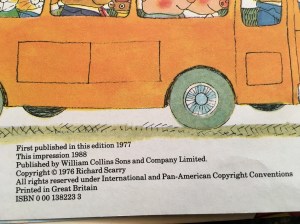 First published in this edition 1977
This impression 1988
Published by William Collins Sons and Company Limited.
Copyright © 1976 Richard Scarry
All rights reserved under International and Pan-American Copyright Conventions
Printed in Great Britain
ISBN 0 00 138223 3